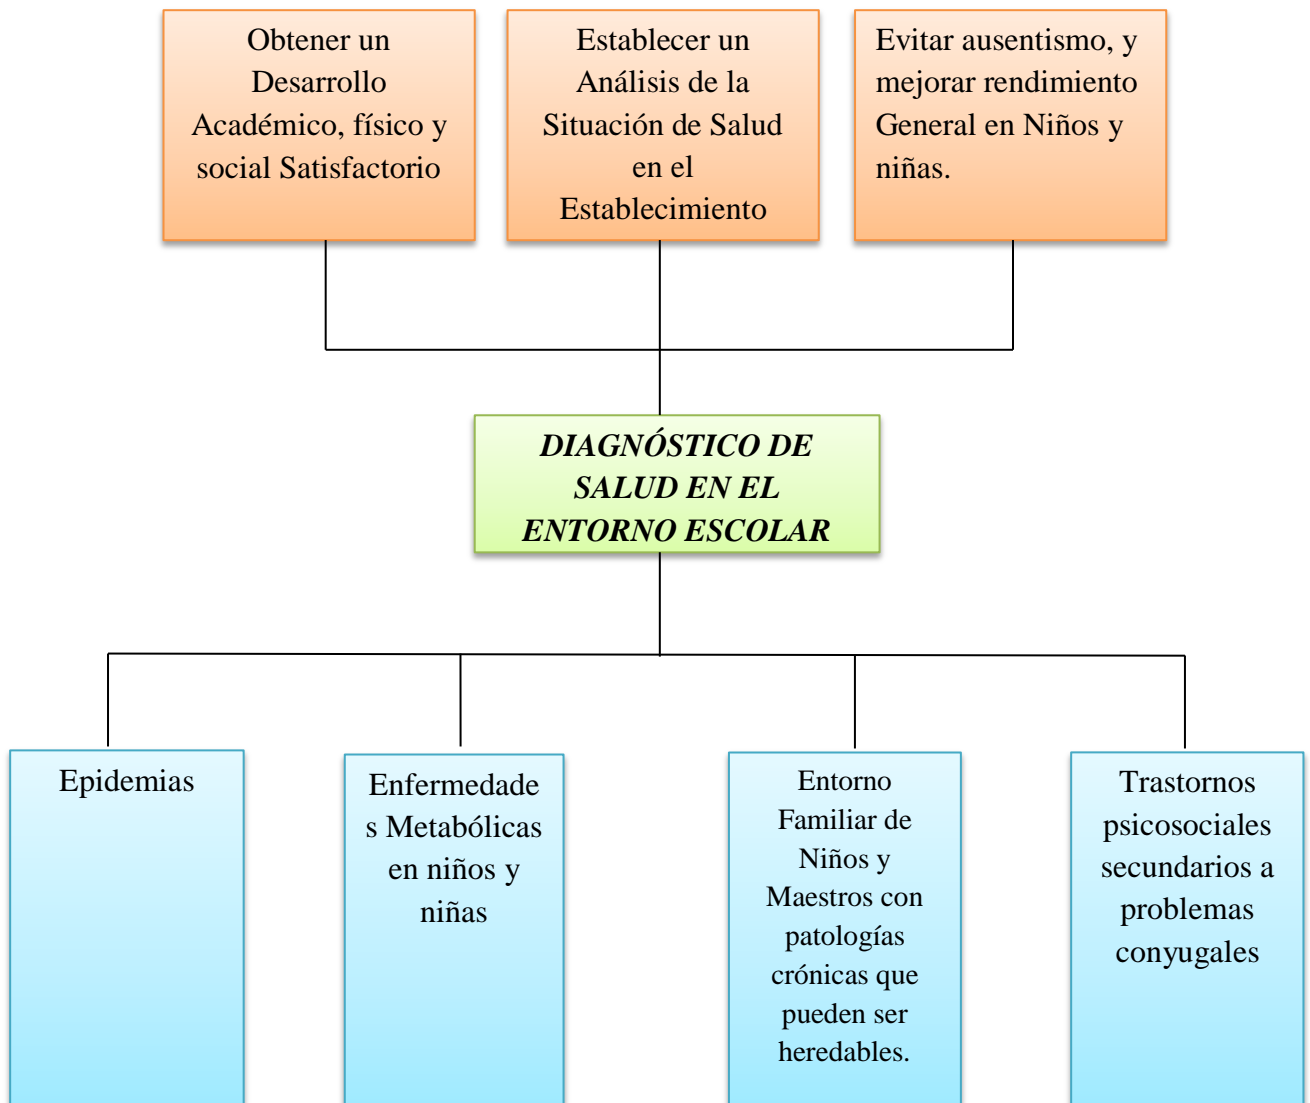 Obtener un
Desarrollo
Académico, físico y
social Satisfactorio
Establecer un
Análisis de la
Situación de Salud
en el
Establecimiento
Evitar ausentismo, y
mejorar rendimiento
General en Niños y
niñas.
DIAGNÓSTICO DE
SALUD EN EL
ENTORNO ESCOLAR
Epidemias
Enfermedade
s Metabólicas
en niños y
niñas
Entorno
Familiar de
Niños y
Maestros con
patologías
crónicas que
pueden ser
heredables.
Trastornos
psicosociales
secundarios a
problemas
conyugales